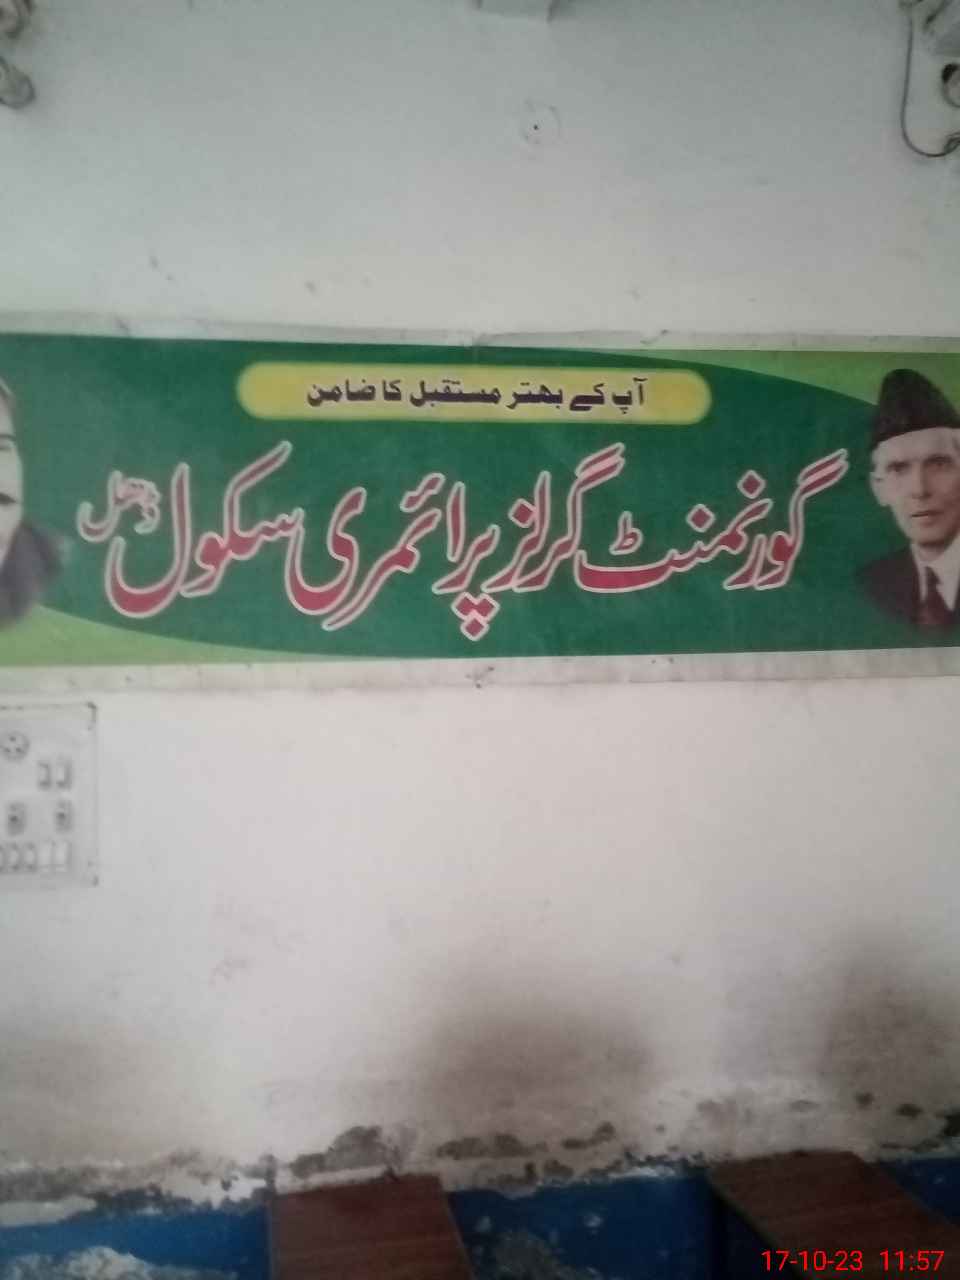 آپ کے بہتر مستقبل کا ضامن
گورنمنٹ گرلز پرائمری سکول
17-10-23 11:57